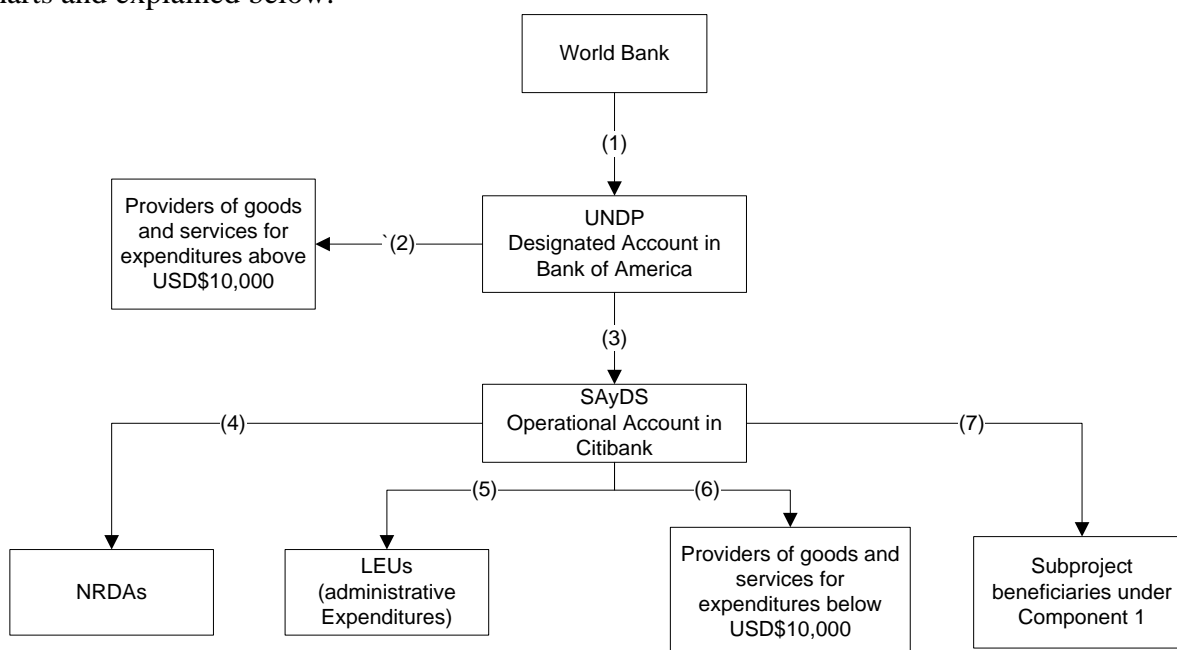 arts and explained below.
World Bank
(1)
Providers of goods
and services for
expenditures above
USD$10,000
`(2)
UNDP
Designated Account in
Bank of America
(3)
SAyDS
Operational Account in
Citibank
(4)
(7)
(5)
(6)
NRDAs
LEUs
(administrative
Expenditures)
Providers of goods and
services for
expenditures below
USD$10,000
Subproject
beneficiaries under
Component 1